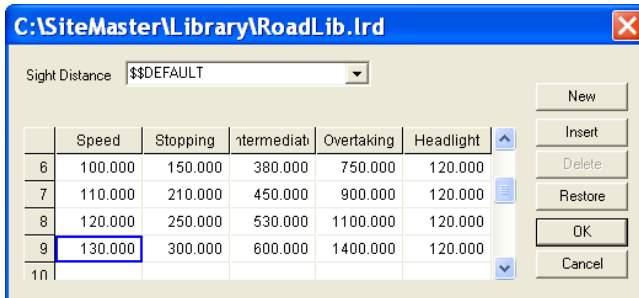 C:\SiteMaster\Library\RoadLib.lrd
Sight Distance $$DEFAULT
New
Insert
Delete
Restore
OK
Cancel
Speed Stopping ntermediat Overtaking Headlight
6 100.000 150.000 380.000 750.000 120.000
7 110.000 210.000 450.000 900.000 120.000
8 120.000 250.000 530.000 1100.000 120.000
9 130.000 300.000 600.000 1400.000 120.000
10